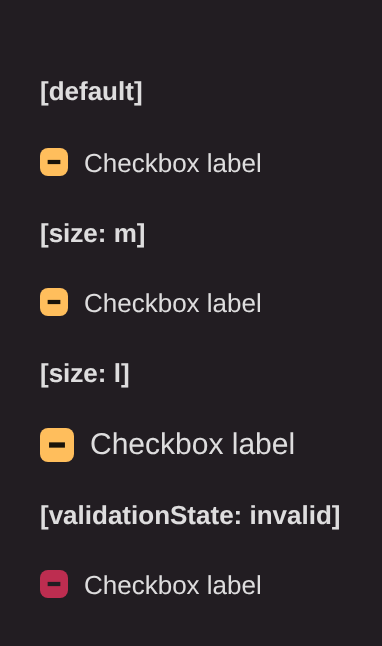 [default]
Checkbox label
[size: m]
Checkbox label
[size: l]
Checkbox label
[validationState: invalid]
Checkbox label